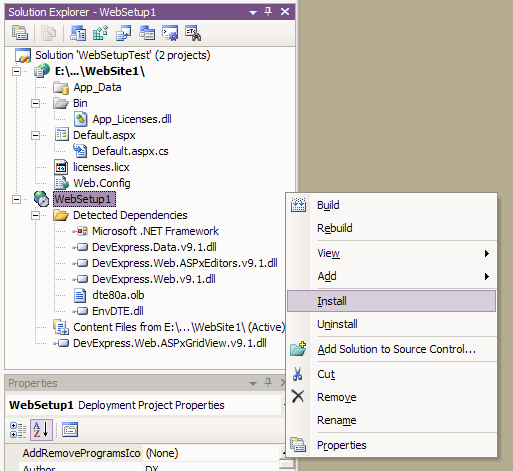 Solution Explorer - WebSetup1
Solution 'WebSetupTest' (2 projects)
E:\...\WebSite1\
App_Data
Bin
App_Licenses.dll
Default.aspx
Default.aspx.cs
licenses.licx
Web.Config
WebSetup1
Detected Dependencies
Microsoft .NET Framework
DevExpress.Data.v9.1.dll
DevExpress.Web.ASPxEditors.v9.1.dll
DevExpress.Web.v9.1.dll
dte80a.olb
EnvDTE.dll
Content Files from E:\...\WebSite1\ (Active)
DevExpress.Web.ASPxGridView.v9.1.dll
Build
Rebuild
View
Add
Install
Uninstall
Add Solution to Source Control...
Cut
Remove
Rename
Properties
Properties
WebSetup1 Deployment Project Properties
AddRemoveProgramsIco (None)
Author DX